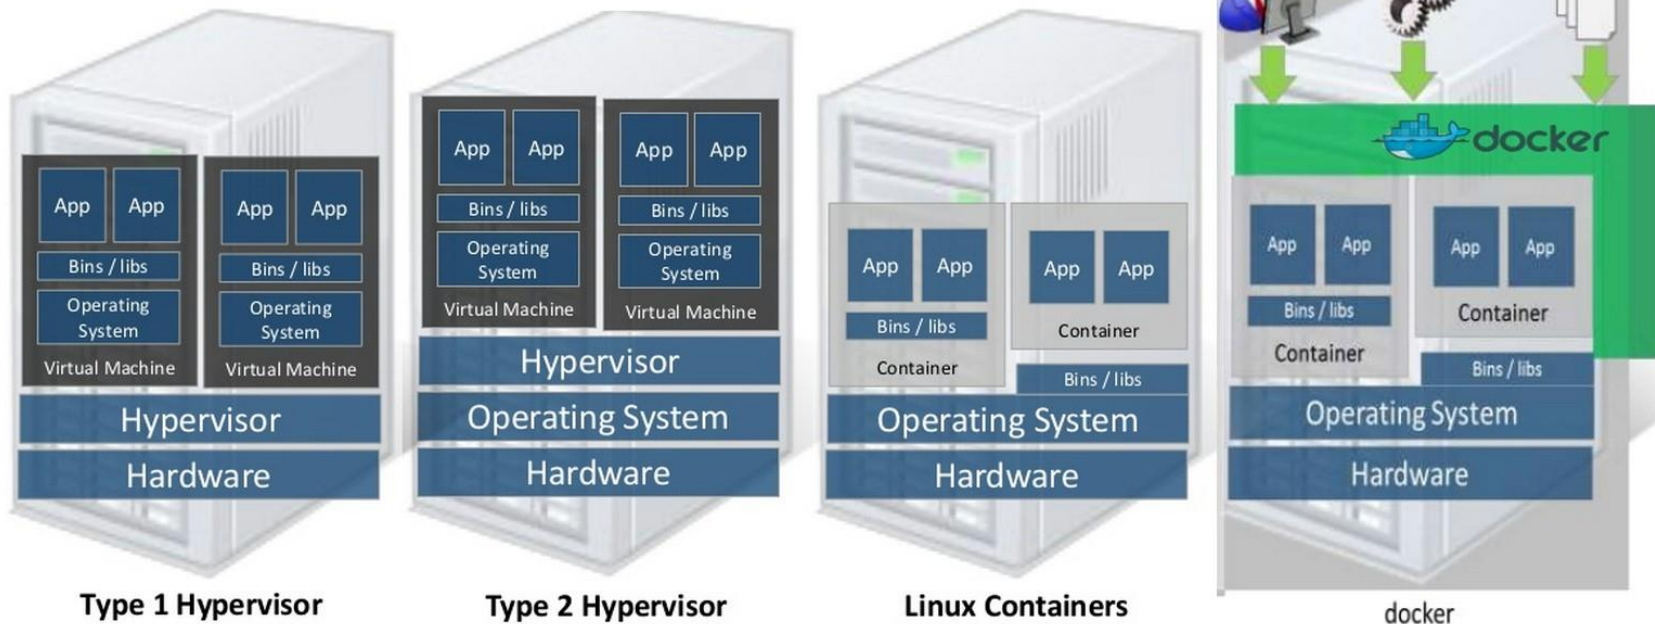 App
App
Bins / libs
Operating
System
Virtual Machine
App
App
Bins / libs
Operating
System
Virtual Machine
Hypervisor
Hardware
Type 1 Hypervisor
App
App
Bins / libs
Operating
System
Virtual Machine
App
App
Bins / libs
Operating
System
Virtual Machine
Hypervisor
Operating System
Hardware
Type 2 Hypervisor
App
App
Bins / libs
Container
App
App
Container
Bins / libs
Operating System
Hardware
Linux Containers
docker
App
App
Bins / libs
Container
App
App
Container
Bins / libs
Operating System
Hardware
docker